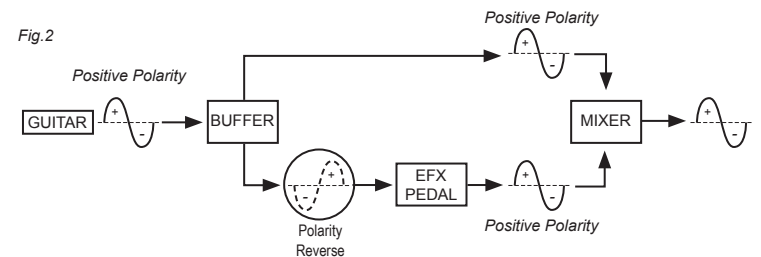 Fig.2
Positive Polarity
Positive Polarity
GUITAR
+
-
BUFFER
+
-
MIXER
+
-
-
+
Polarity
Reverse
EFX
PEDAL
+
-
Positive Polarity